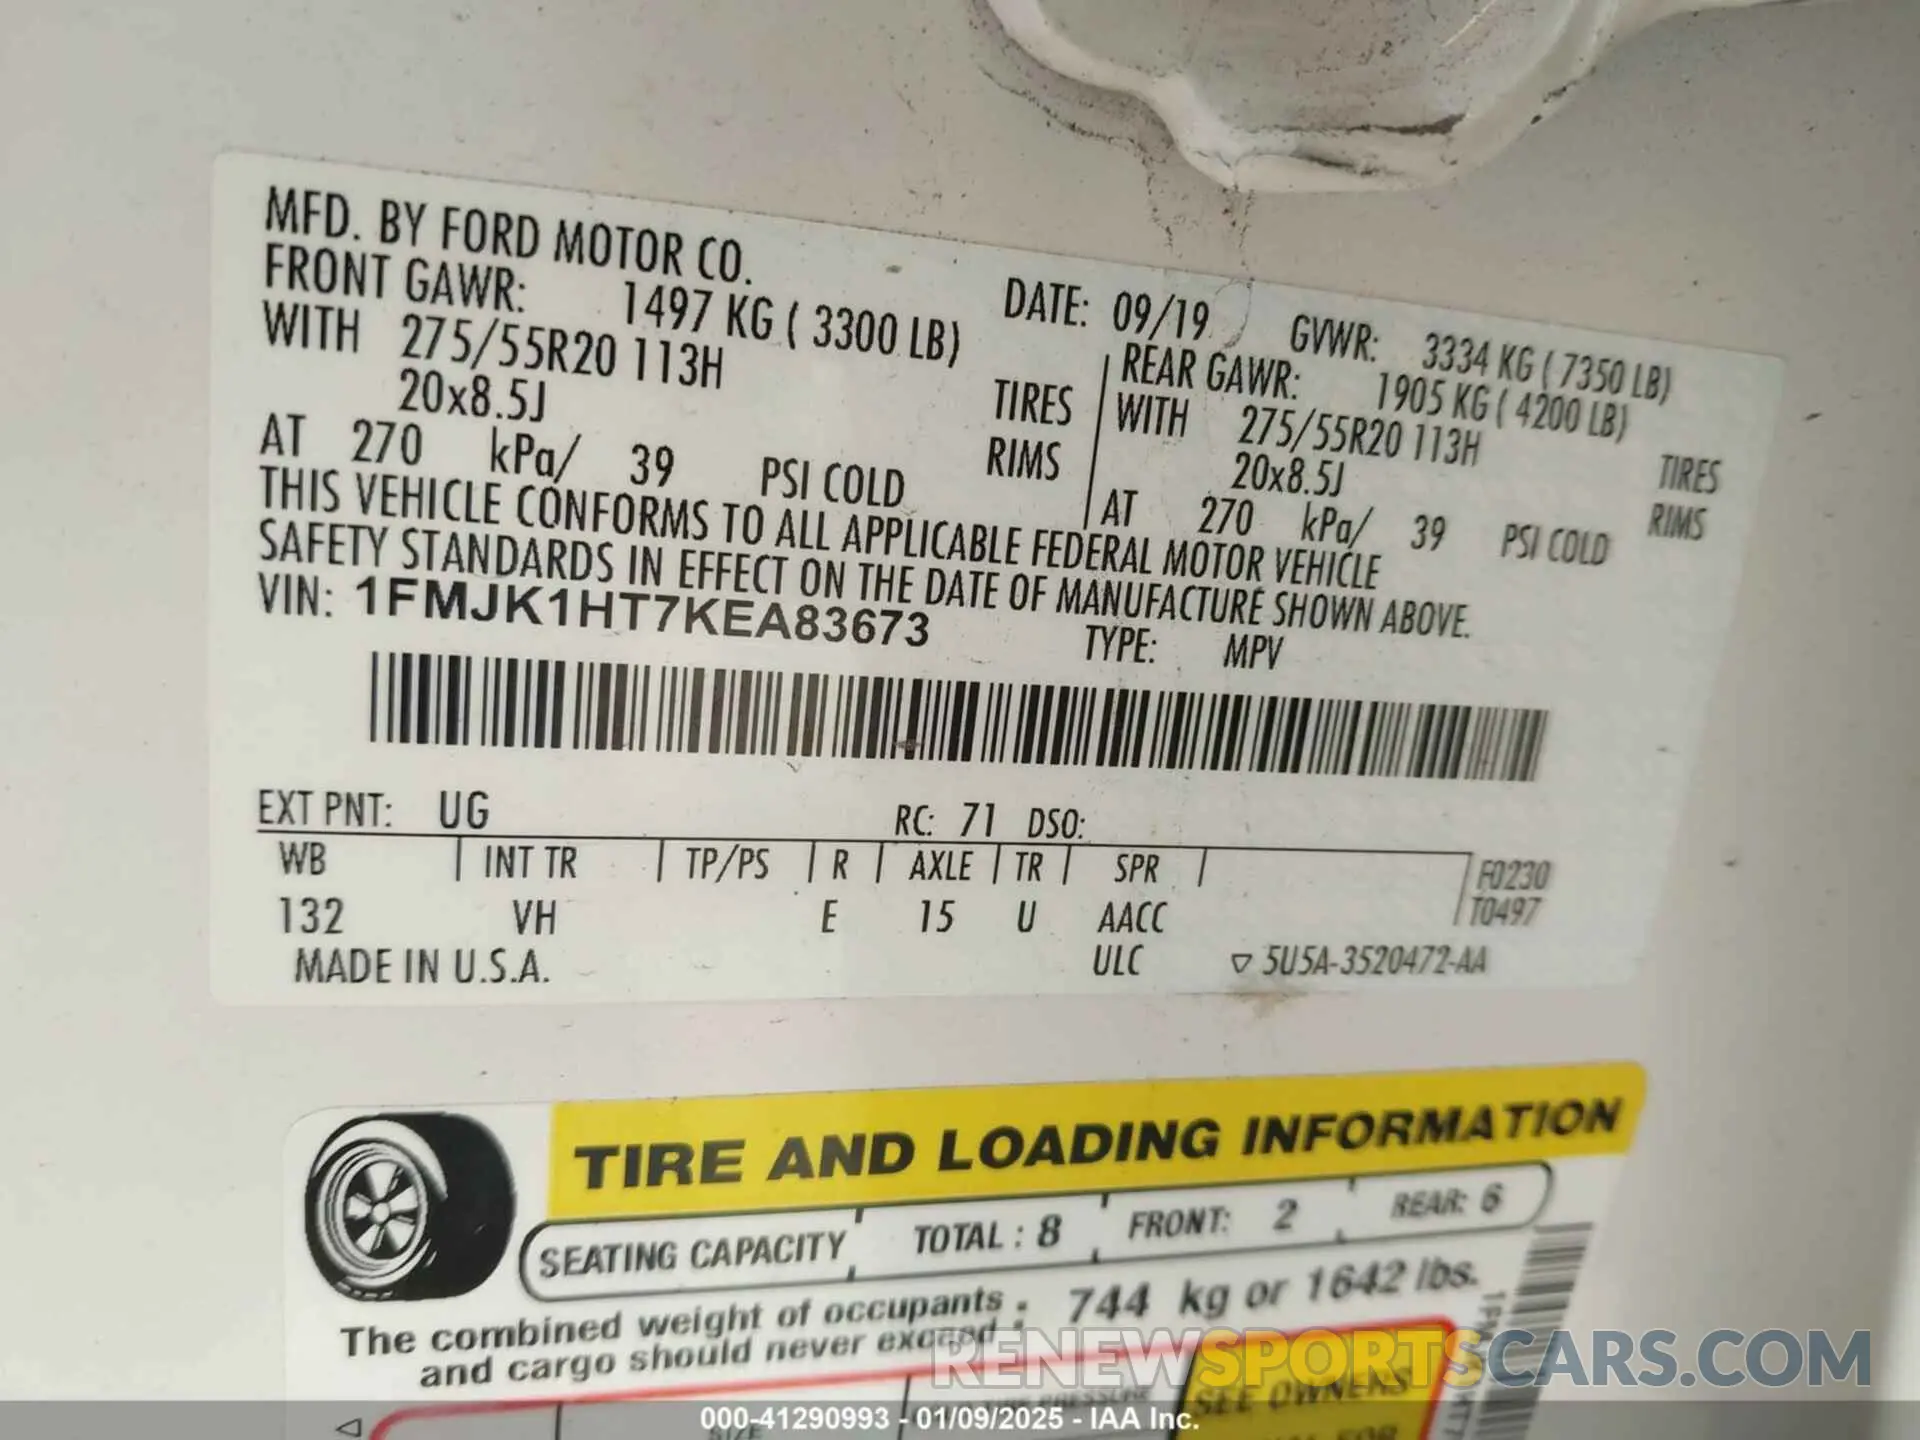 MFD. BY FORD MOTOR CO.
DATE: 09/19 GVWR: 3334 KG ( 7350 LB)
FRONT GAWR: 1497 KG ( 3300 LB)
WITH 275/55R20 113H TIRES
20x8.5J RIMS
AT 270 kPa/ 39 PSI COLD
REAR GAWR: 1905 KG ( 4200 LB)
WITH 275/55R20 113H TIRES
20x8.5J RIMS
AT 270 kPa/ 39 PSI COLD
THIS VEHICLE CONFORMS TO ALL APPLICABLE FEDERAL MOTOR VEHICLE
SAFETY STANDARDS IN EFFECT ON THE DATE OF MANUFACTURE SHOWN ABOVE.
VIN: 1FMJK1HT7KEA83673 TYPE: MPV
EXT PNT: UG RC: 71 DSO:
WB INT TR TP/PS R AXLE TR SPR F0230
132 VH E 15 U AACC T0497
MADE IN U.S.A. ULC 5U5A-3520472-AA
TIRE AND LOADING INFORMATION
SEATING CAPACITY TOTAL : 8 FRONT: 2 REAR: 6
The combined weight of occupants : 744 kg or 1642 lbs.
and cargo should never exceed
SEE OWNERS
RENEWSPORTSCARS.COM
000-41290993 - 01/09/2025 - IAA Inc.